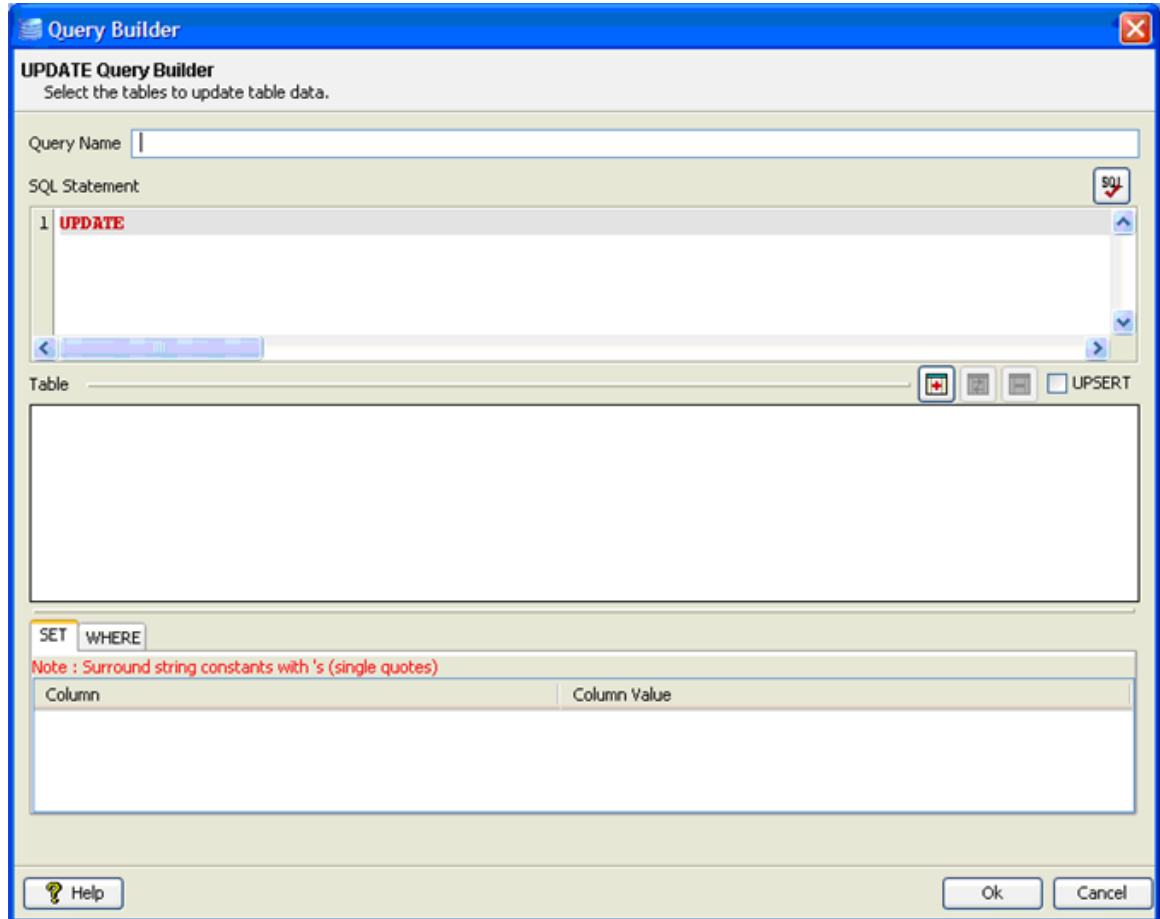 Query Builder
UPDATE Query Builder
Select the tables to update table data.
Query Name
SQL Statement
SQL
1 UPDATE
Table
UPSERT
SET WHERE
Note : Surround string constants with 's (single quotes)
Column Column Value
Help Ok Cancel